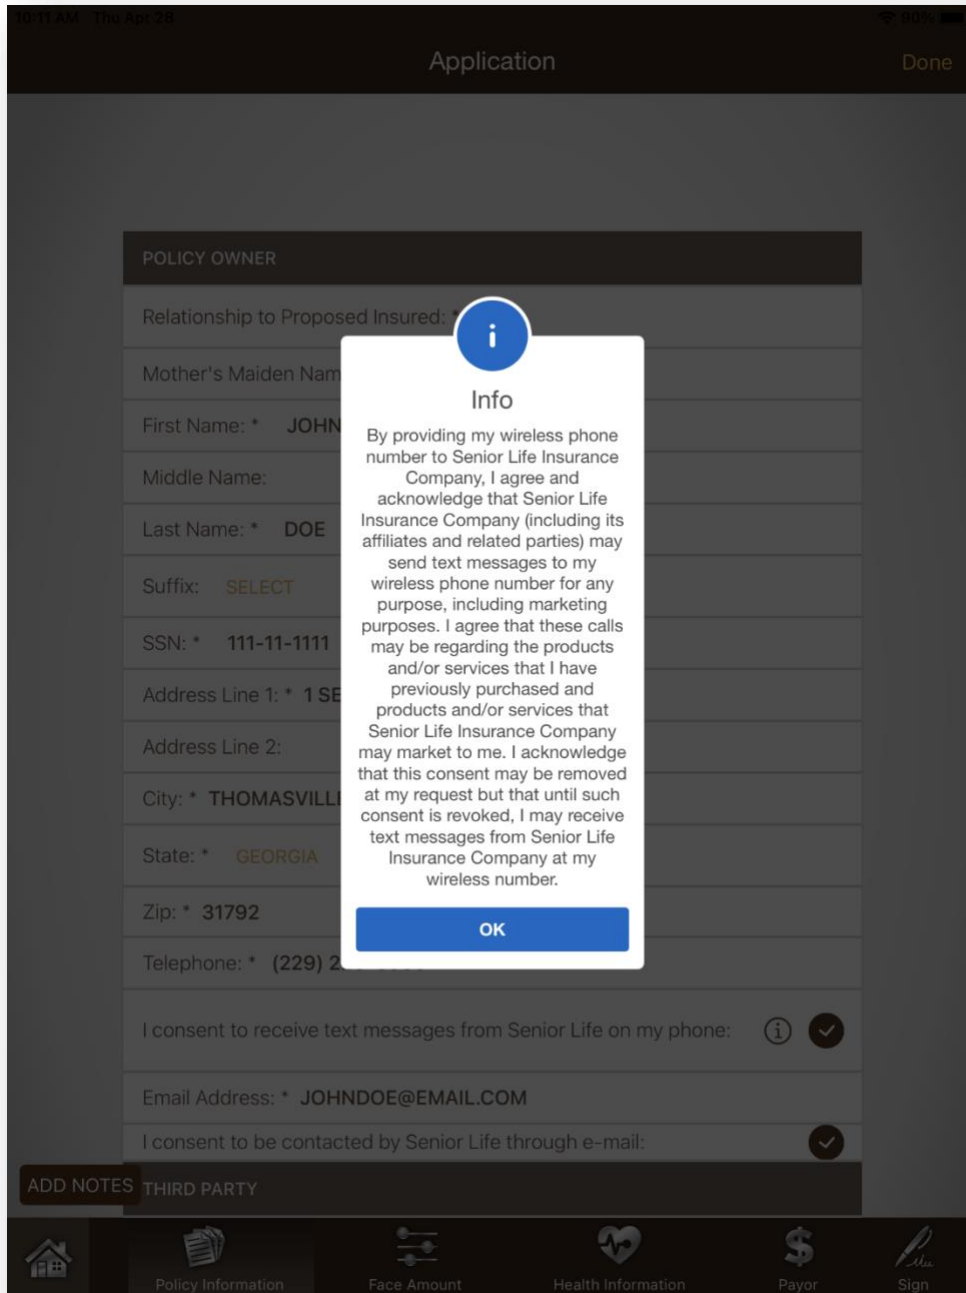 10:11 AM Thu Apr 28
90%
Application
Done
POLICY OWNER
Relationship to Proposed Insured: *
Mother's Maiden Nam
First Name: * JOHN
Middle Name:
Last Name: * DOE
Suffix: SELECT
SSN: * 111-11-1111
Address Line 1: * 1 SE
Address Line 2:
City: * THOMASVILLE
State: * GEORGIA
Zip: * 31792
Telephone: * (229) 2
I consent to receive text messages from Senior Life on my phone:
Email Address: * JOHNDOE@EMAIL.COM
I consent to be contacted by Senior Life through e-mail:
ADD NOTES
THIRD PARTY
i
Info
By providing my wireless phone
number to Senior Life Insurance
Company, I agree and
acknowledge that Senior Life
Insurance Company (including its
affiliates and related parties) may
send text messages to my
wireless phone number for any
purpose, including marketing
purposes. I agree that these calls
may be regarding the products
and/or services that I have
previously purchased and
products and/or services that
Senior Life Insurance Company
may market to me. I acknowledge
that this consent may be removed
at my request but that until such
consent is revoked, I may receive
text messages from Senior Life
Insurance Company at my
wireless number.
OK
Policy Information
Face Amount
Health Information
Payor
Sign